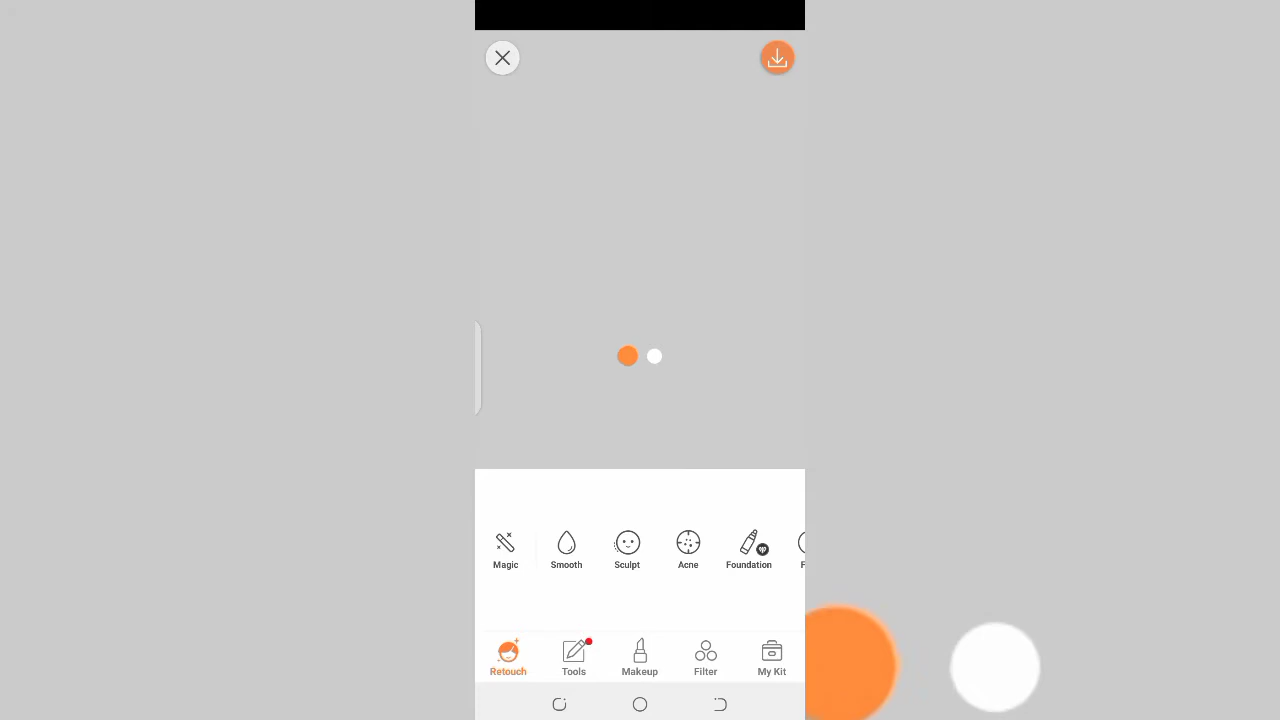 Magic
Smooth
Sculpt
Acne
Foundation
F
Retouch
Tools
Makeup
Filter
My Kit